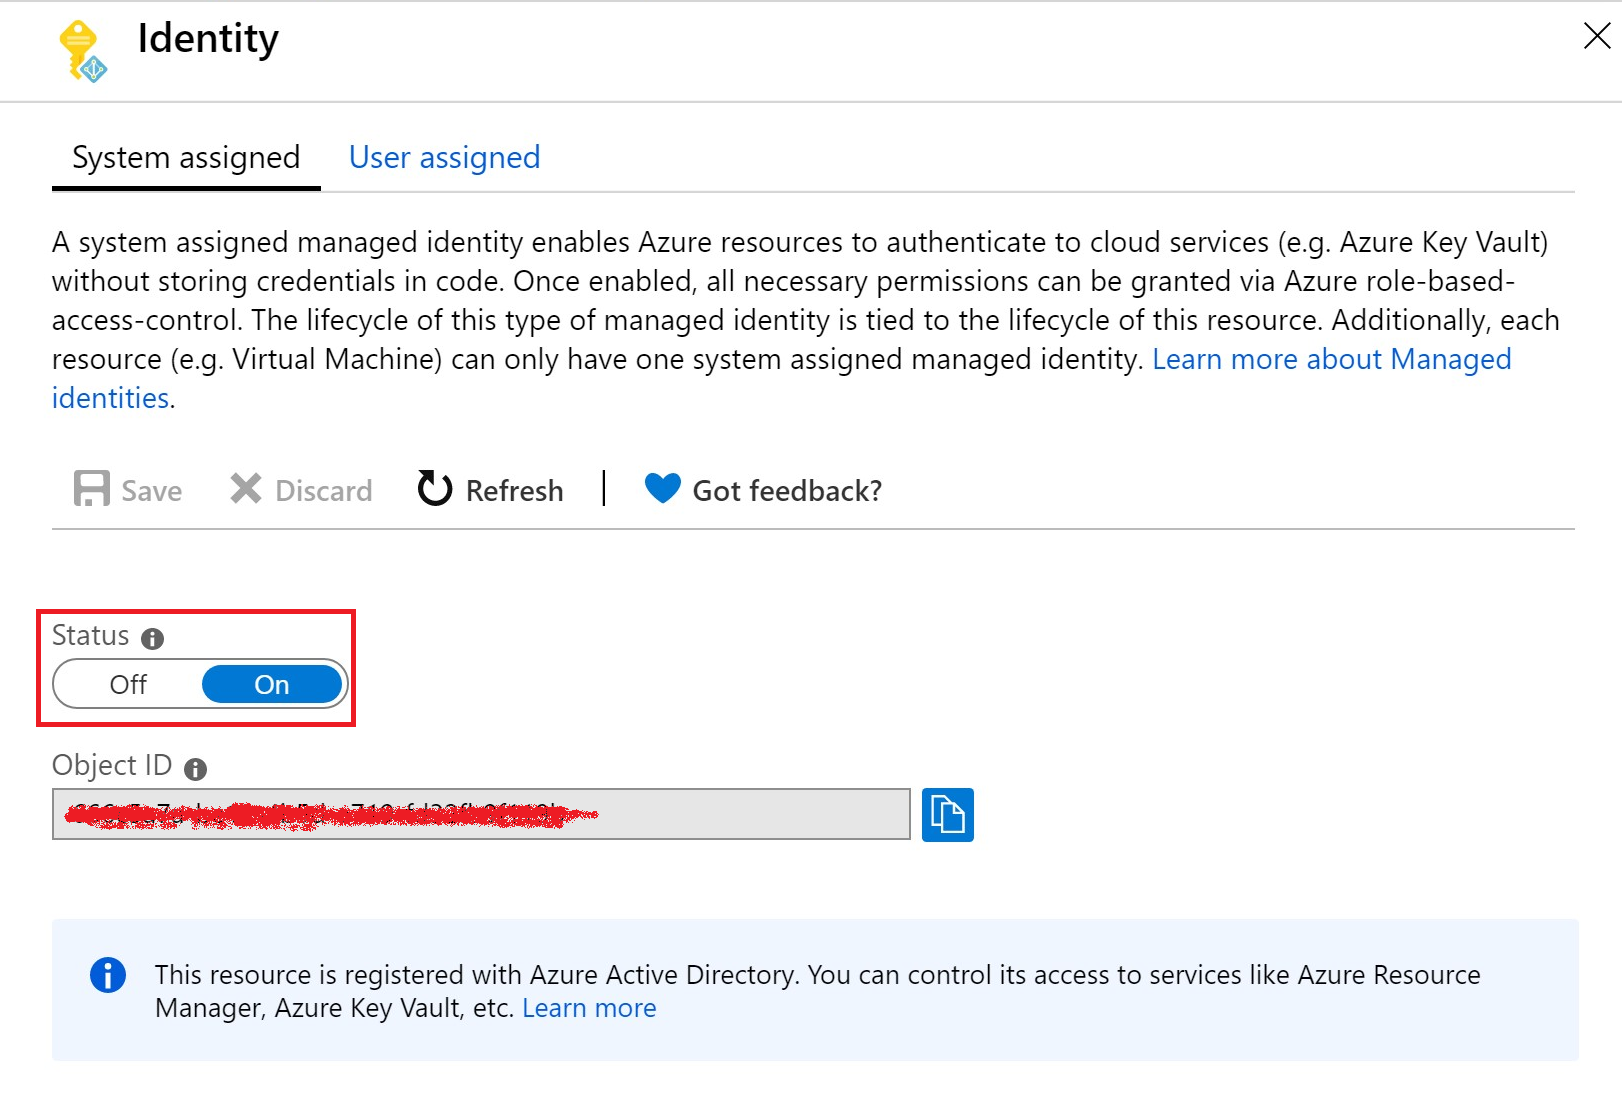 Identity
System assigned User assigned
A system assigned managed identity enables Azure resources to authenticate to cloud services (e.g. Azure Key Vault)
without storing credentials in code. Once enabled, all necessary permissions can be granted via Azure role-based-
access-control. The lifecycle of this type of managed identity is tied to the lifecycle of this resource. Additionally, each
resource (e.g. Virtual Machine) can only have one system assigned managed identity. Learn more about Managed
identities.
Save Discard Refresh | Got feedback?
Status
Off On
Object ID
This resource is registered with Azure Active Directory. You can control its access to services like Azure Resource
Manager, Azure Key Vault, etc. Learn more